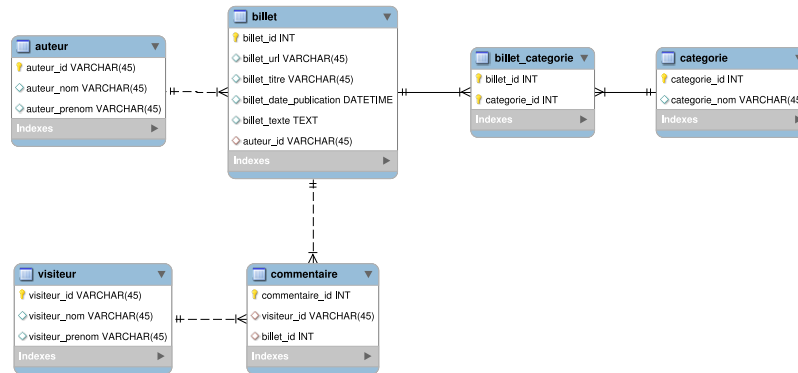 auteur
auteur_id VARCHAR(45)
auteur_nom VARCHAR(45)
auteur_prenom VARCHAR(45)
Indexes
billet
billet_id INT
billet_url VARCHAR(45)
billet_titre VARCHAR(45)
billet_date_publication DATETIME
billet_texte TEXT
auteur_id VARCHAR(45)
Indexes
billet_categorie
billet_id INT
categorie_id INT
Indexes
categorie
categorie_id INT
categorie_nom VARCHAR(45
Indexes
visiteur
visiteur_id VARCHAR(45)
visiteur_nom VARCHAR(45)
visiteur_prenom VARCHAR(45)
Indexes
commentaire
commentaire_id INT
visiteur_id VARCHAR(45)
billet_id INT
Indexes